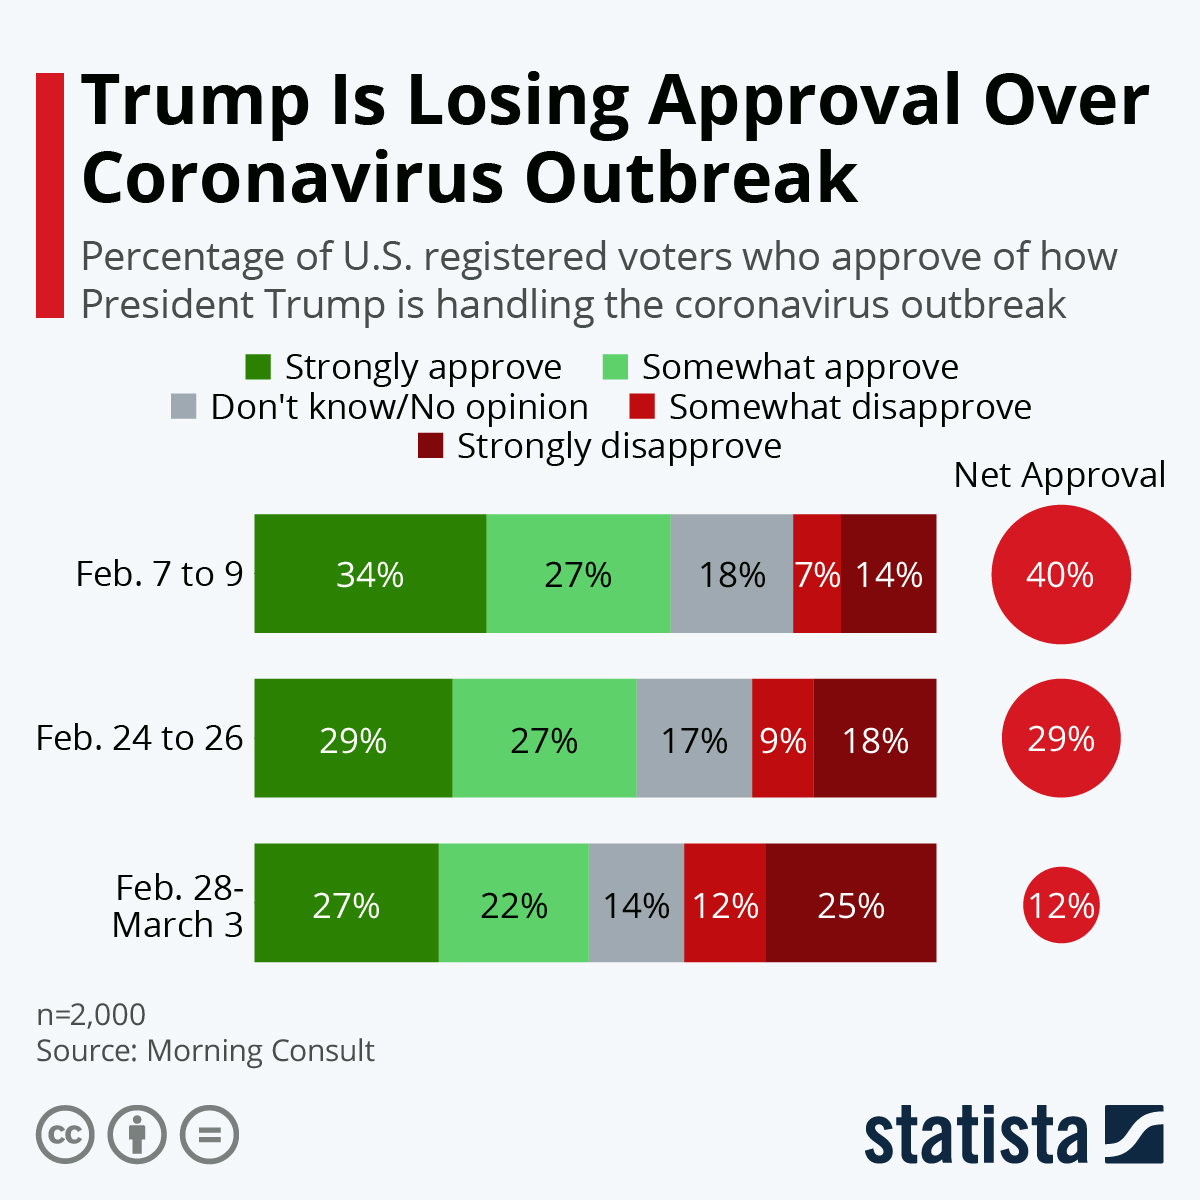 Trump Is Losing Approval Over
Coronavirus Outbreak
Percentage of U.S. registered voters who approve of how
President Trump is handling the coronavirus outbreak
Strongly approve Somewhat approve
Don't know/No opinion Somewhat disapprove
Strongly disapprove
Net Approval
Feb. 7 to 9 34% 27% 18% 7% 14% 40%
Feb. 24 to 26 29% 27% 17% 9% 18% 29%
Feb. 28-
March 3 27% 22% 14% 12% 25% 12%
n=2,000
Source: Morning Consult
cc
statista